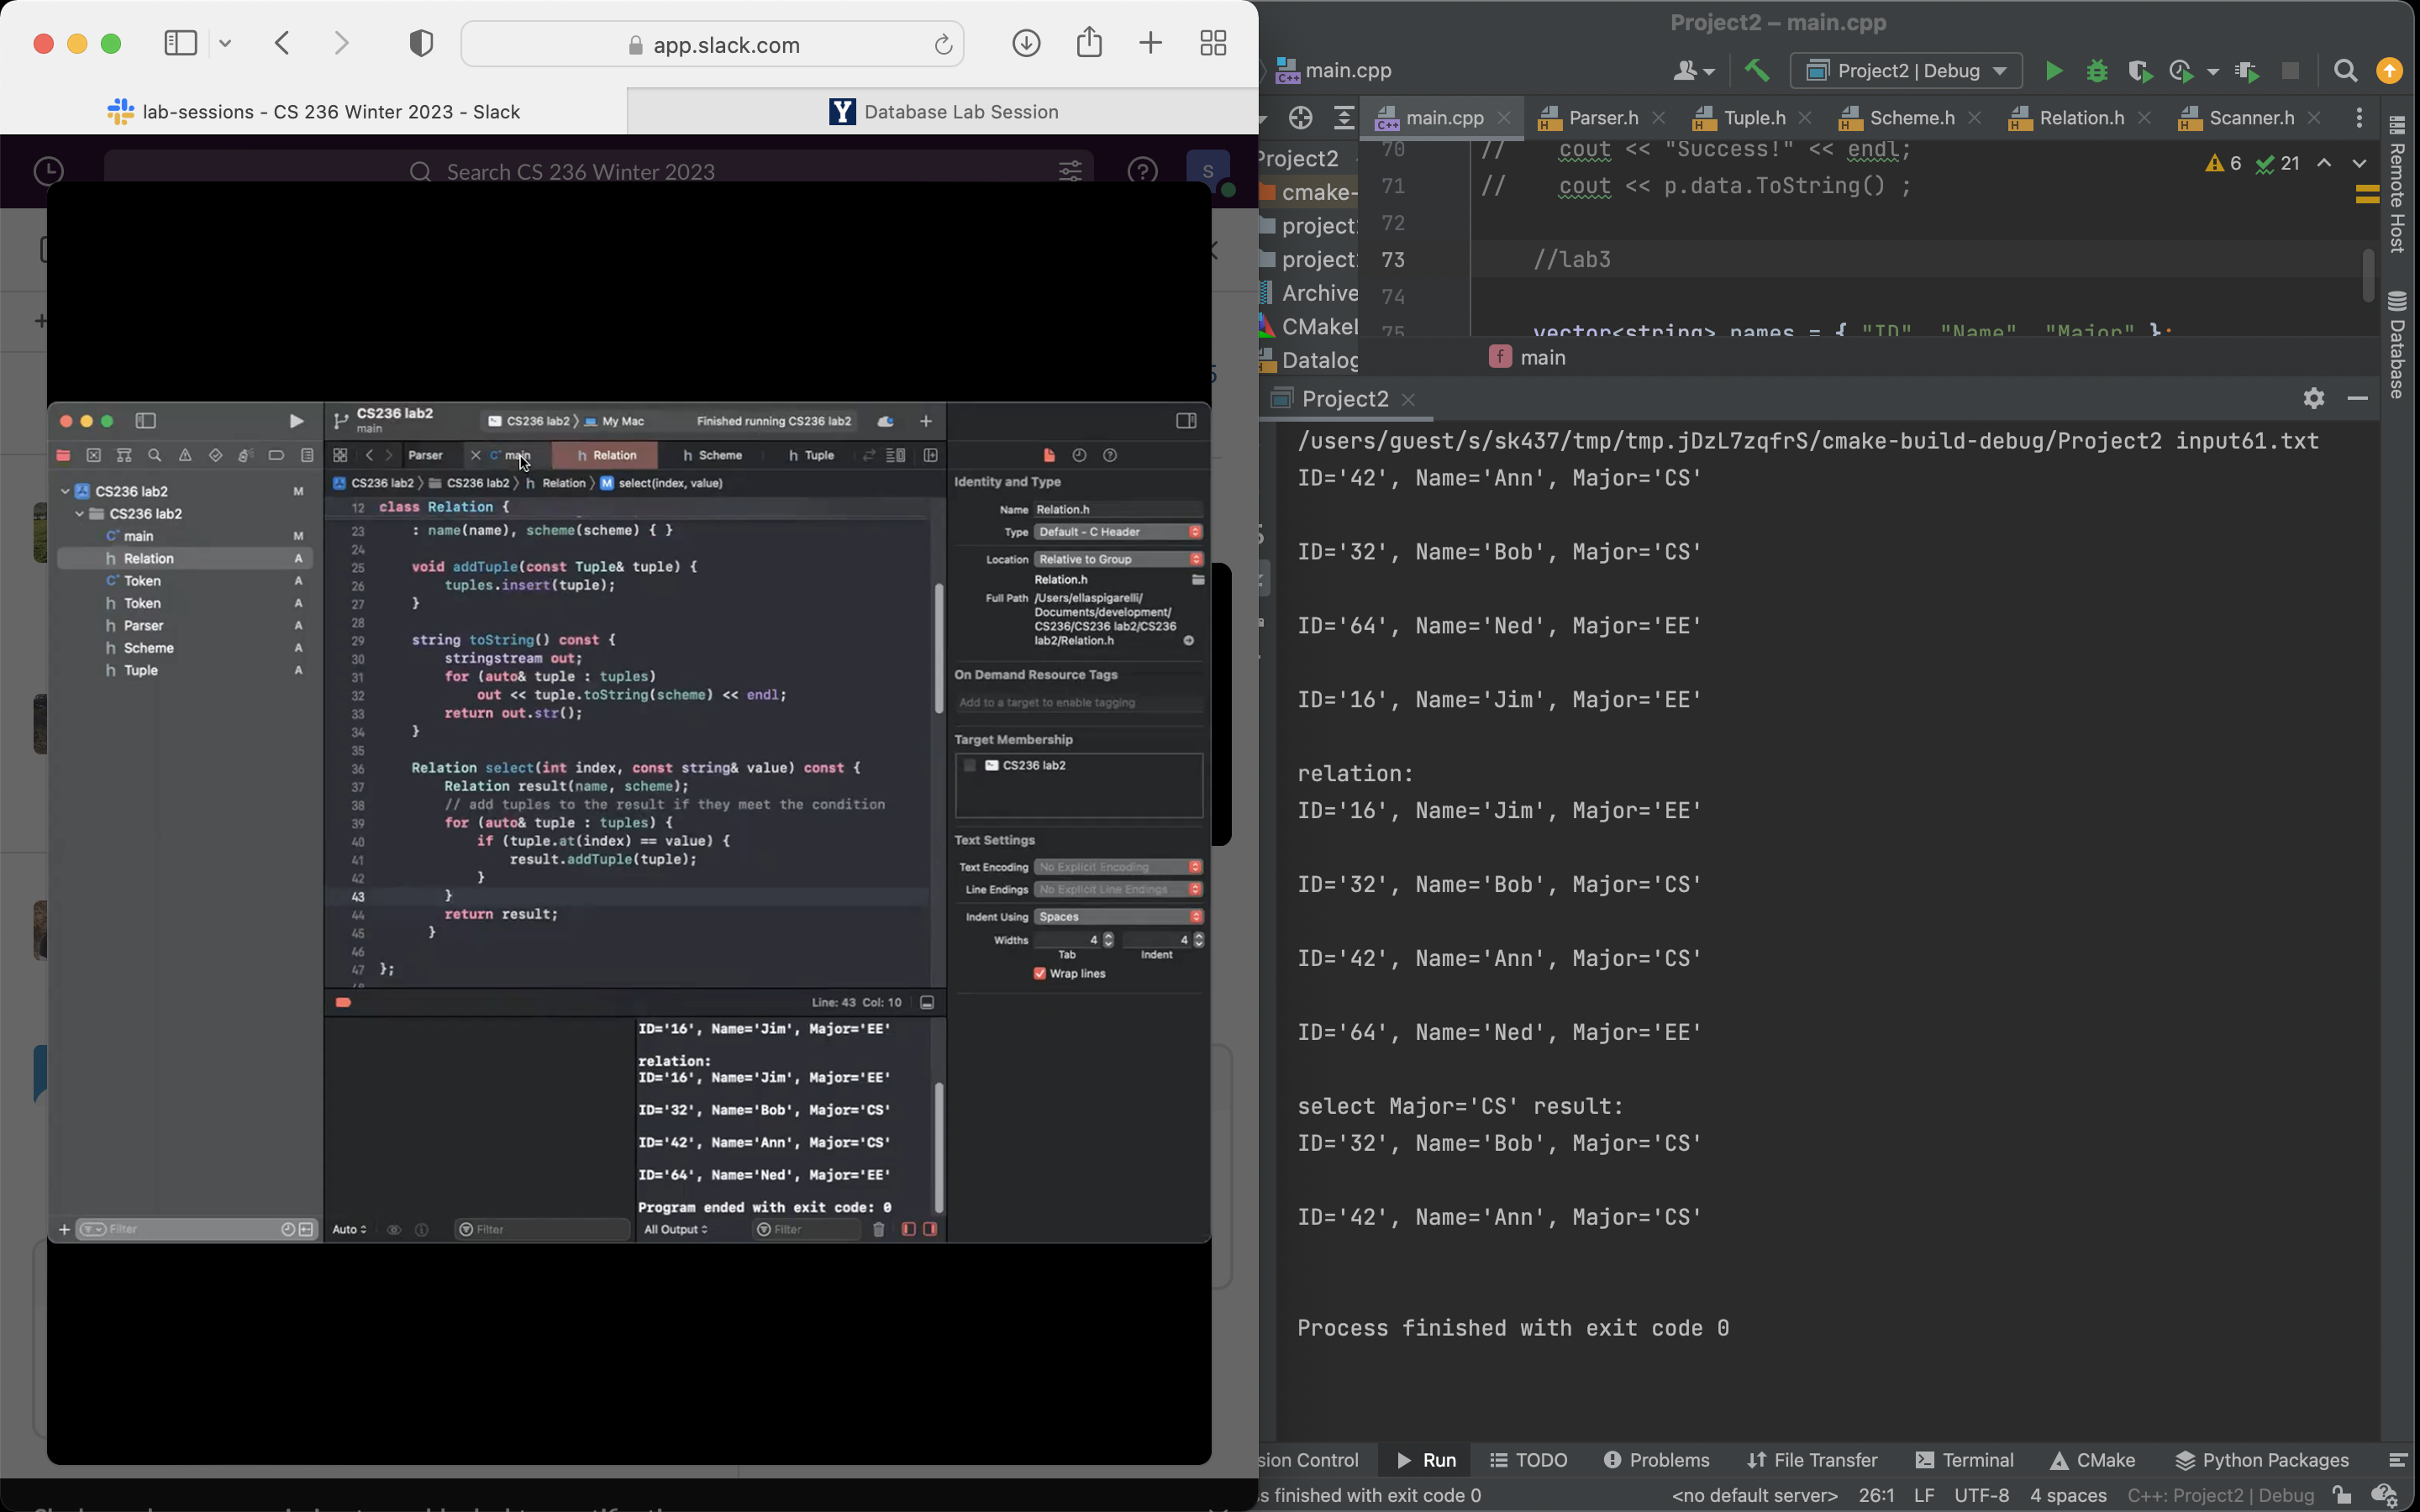 app.slack.com
lab-sessions - CS 236 Winter 2023 - Slack
Y Database Lab Session
Search CS 236 Winter 2023
S
CS236 lab2
main
CS236 lab2 〉 My Mac
Finished running CS236 lab2
Parser
main
Relation
Scheme
Tuple
CS236 lab2 〉 CS236 lab2 〉 h Relation 〉 M select(index, value)
CS236 lab2 M
CS236 lab2
C+ main M
h Relation A
C+ Token A
h Token A
h Parser A
h Scheme A
h Tuple A
Filter
12 class Relation {
23 : name(name), scheme(scheme) { }
24
25 void addTuple(const Tuple& tuple) {
26 tuples.insert(tuple);
27 }
28
29 string toString() const {
30 stringstream out;
31 for (auto& tuple : tuples)
32 out << tuple.toString(scheme) << endl;
33 return out.str();
34 }
35
36 Relation select(int index, const string& value) const {
37 Relation result(name, scheme);
38 // add tuples to the result if they meet the condition
39 for (auto& tuple : tuples) {
40 if (tuple.at(index) == value) {
41 result.addTuple(tuple);
42 }
43 }
44 return result;
45 }
46
47 };
Line: 43 Col: 10
ID='16', Name='Jim', Major='EE'
relation:
ID='16', Name='Jim', Major='EE'
ID='32', Name='Bob', Major='CS'
ID='42', Name='Ann', Major='CS'
ID='64', Name='Ned', Major='EE'
Program ended with exit code: 0
Auto
Filter
All Output
Filter
Identity and Type
Name Relation.h
Type Default - C Header
Location Relative to Group
Relation.h
Full Path /Users/ellaspigarelli/
Documents/development/
CS236/CS236 lab2/CS236
lab2/Relation.h
On Demand Resource Tags
Add to a target to enable tagging
Target Membership
CS236 lab2
Text Settings
Text Encoding No Explicit Encoding
Line Endings No Explicit Line Endings
Indent Using Spaces
Widths 4 4
Tab Indent
Wrap lines
Project2 – main.cpp
main.cpp
Project2 | Debug
main.cpp
Parser.h
Tuple.h
Scheme.h
Relation.h
Scanner.h
Project2
cmake-
project
project
Archive
CMakeL
Datalog
70 // cout << "Success!" << endl;
71 // cout << p.data.ToString() ;
72
73 //lab3
74
75 vector<string> names = { "ID", "Name", "Major" };
6 21
f main
Remote Host
Database
Project2
/users/guest/s/sk437/tmp/tmp.jDzL7zqfrS/cmake-build-debug/Project2 input61.txt
ID='42', Name='Ann', Major='CS'
ID='32', Name='Bob', Major='CS'
ID='64', Name='Ned', Major='EE'
ID='16', Name='Jim', Major='EE'
relation:
ID='16', Name='Jim', Major='EE'
ID='32', Name='Bob', Major='CS'
ID='42', Name='Ann', Major='CS'
ID='64', Name='Ned', Major='EE'
select Major='CS' result:
ID='32', Name='Bob', Major='CS'
ID='42', Name='Ann', Major='CS'
Process finished with exit code 0
sion Control
Run
TODO
Problems
File Transfer
Terminal
CMake
Python Packages
s finished with exit code 0
<no default server>
26:1
LF
UTF-8
4 spaces
C++: Project2 | Debug